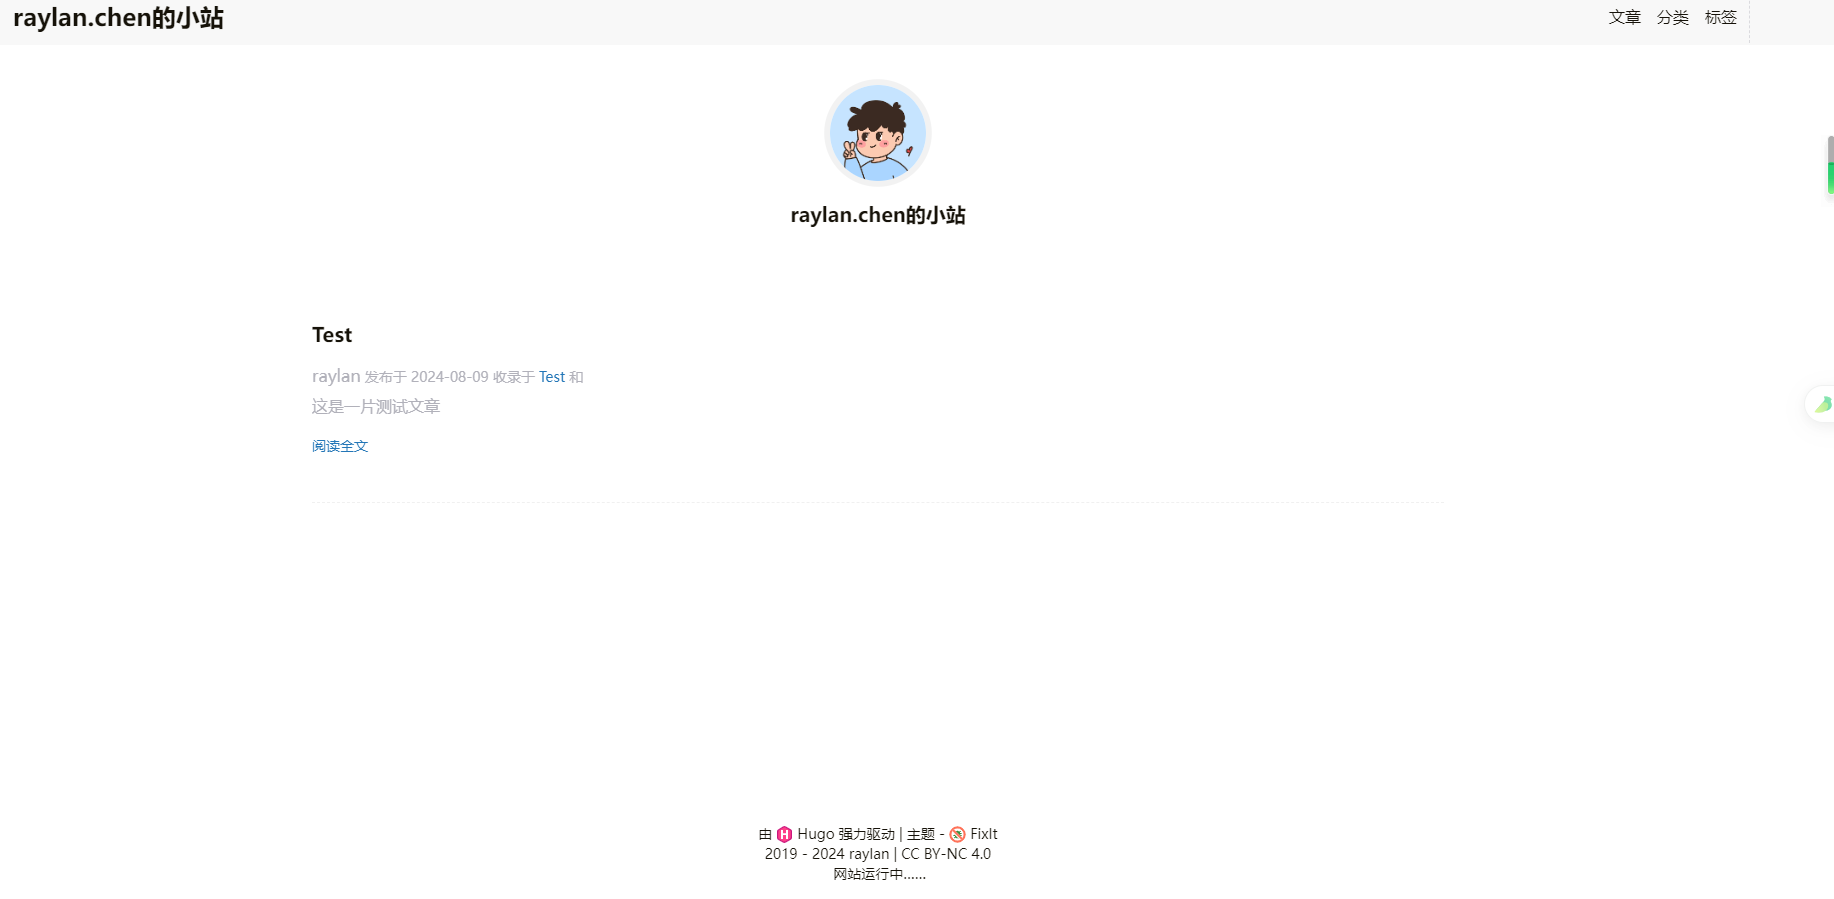 raylan.chen的小站
文章 分类 标签
raylan.chen的小站
Test
raylan 发布于 2024-08-09 收录于 Test 和
这是一片测试文章
阅读全文
由 Hugo 强力驱动 | 主题 - FixIt
2019 - 2024 raylan | CC BY-NC 4.0
网站运行中……